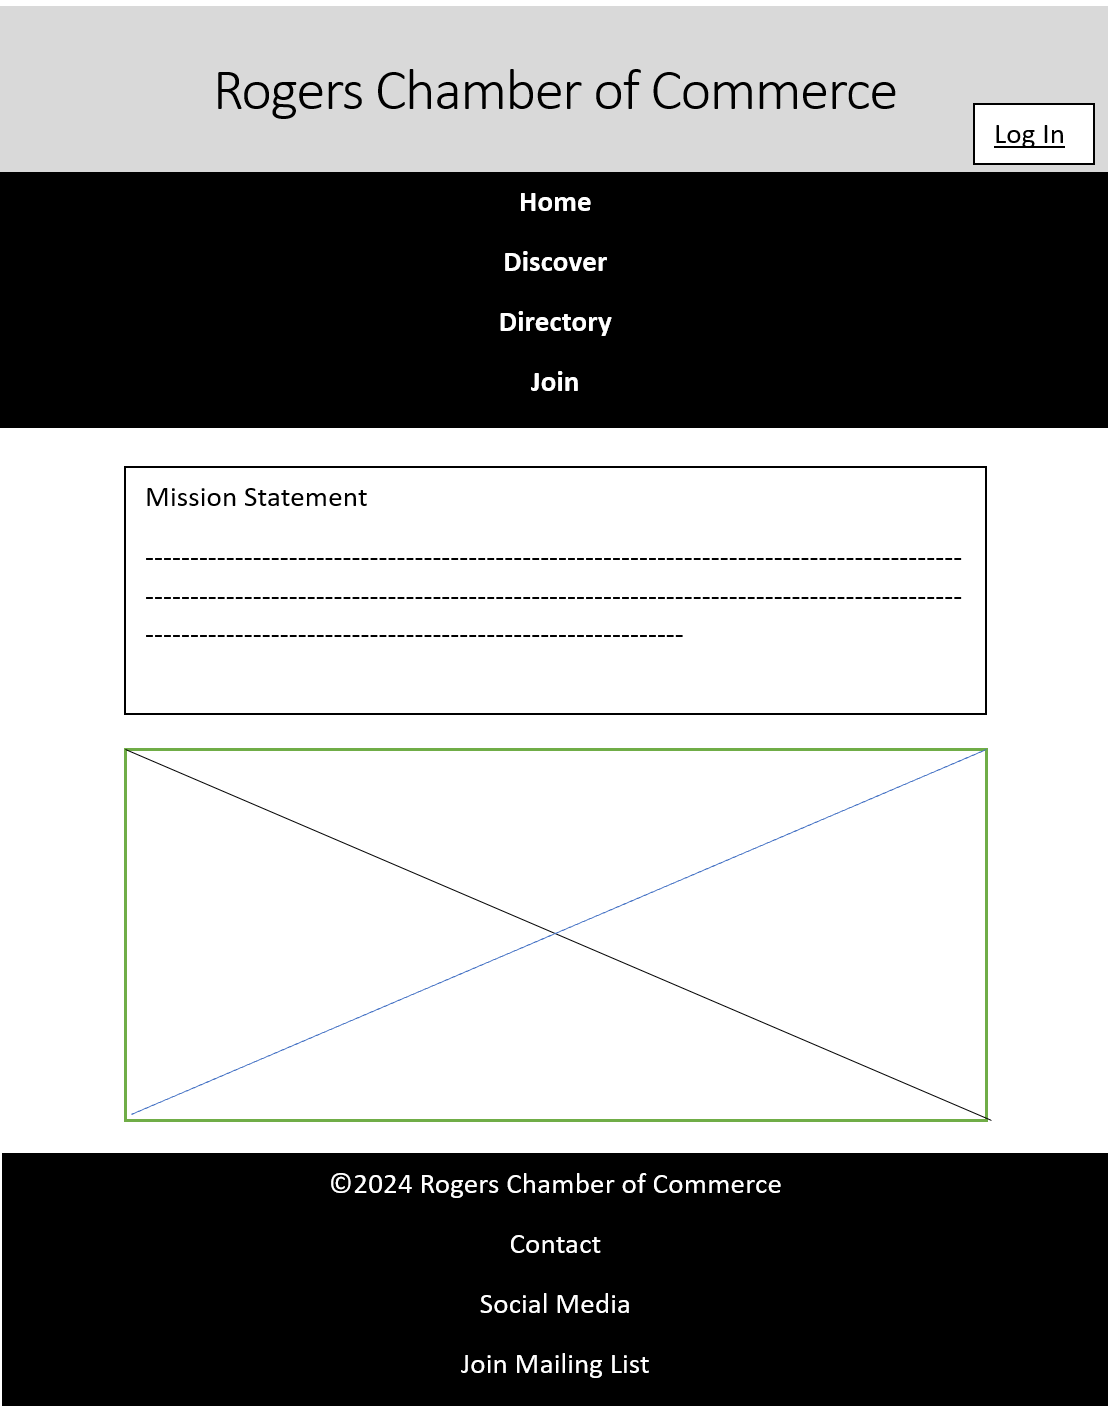 Rogers Chamber of Commerce
Log In
Home
Discover
Directory
Join
Mission Statement
-------------------------------------------------------------------------------------------
-------------------------------------------------------------------------------------------
------------------------------------------------------------
©2024 Rogers Chamber of Commerce
Contact
Social Media
Join Mailing List